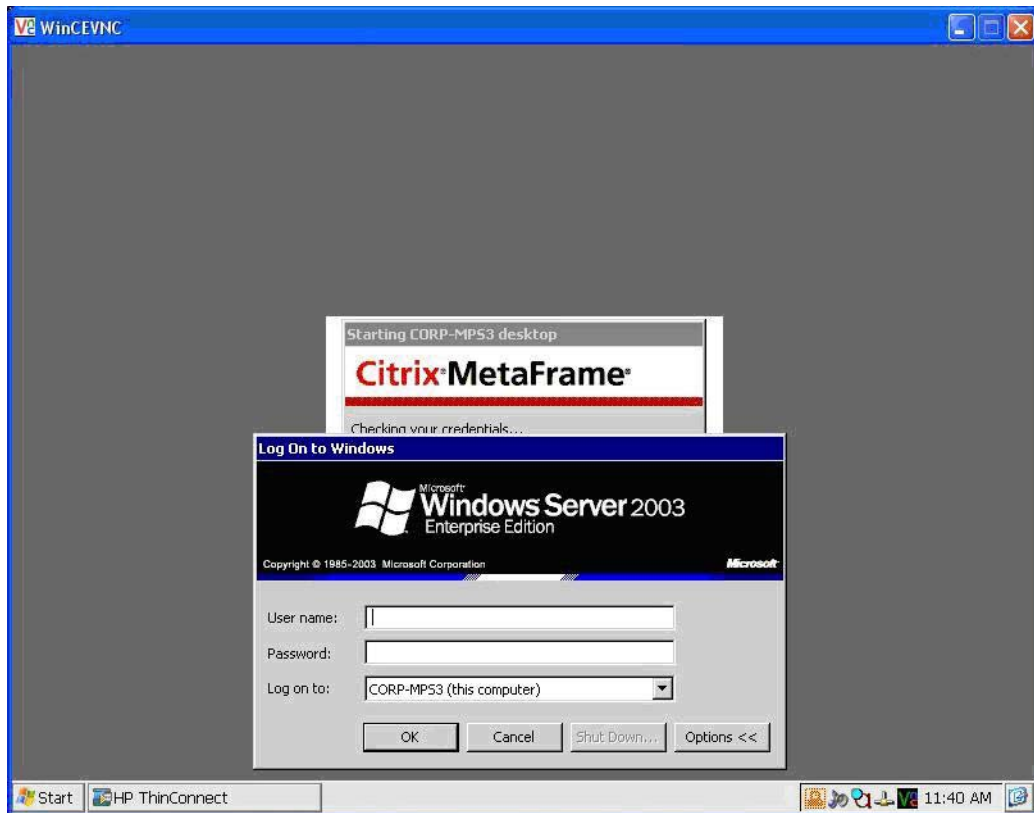 WinCEVNC
Starting CORP-MPS3 desktop
Citrix MetaFrame
Checking your credentials...
Log On to Windows
Microsoft
Windows Server 2003
Enterprise Edition
Copyright © 1985-2003 Microsoft Corporation Microsoft
User name:
Password:
Log on to: CORP-MPS3 (this computer)
OK Cancel Shut Down... Options <<
Start HP ThinConnect 11:40 AM